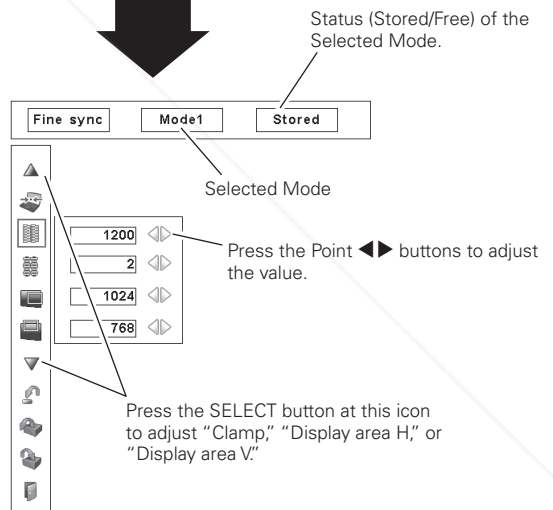 Status (Stored/Free) of the
Selected Mode.
Fine sync Mode1 Stored
Selected Mode
1200
2
1024
768
Press the Point ◀▶ buttons to adjust
the value.
Press the SELECT button at this icon
to adjust “Clamp,” “Display area H,” or
“Display area V.”